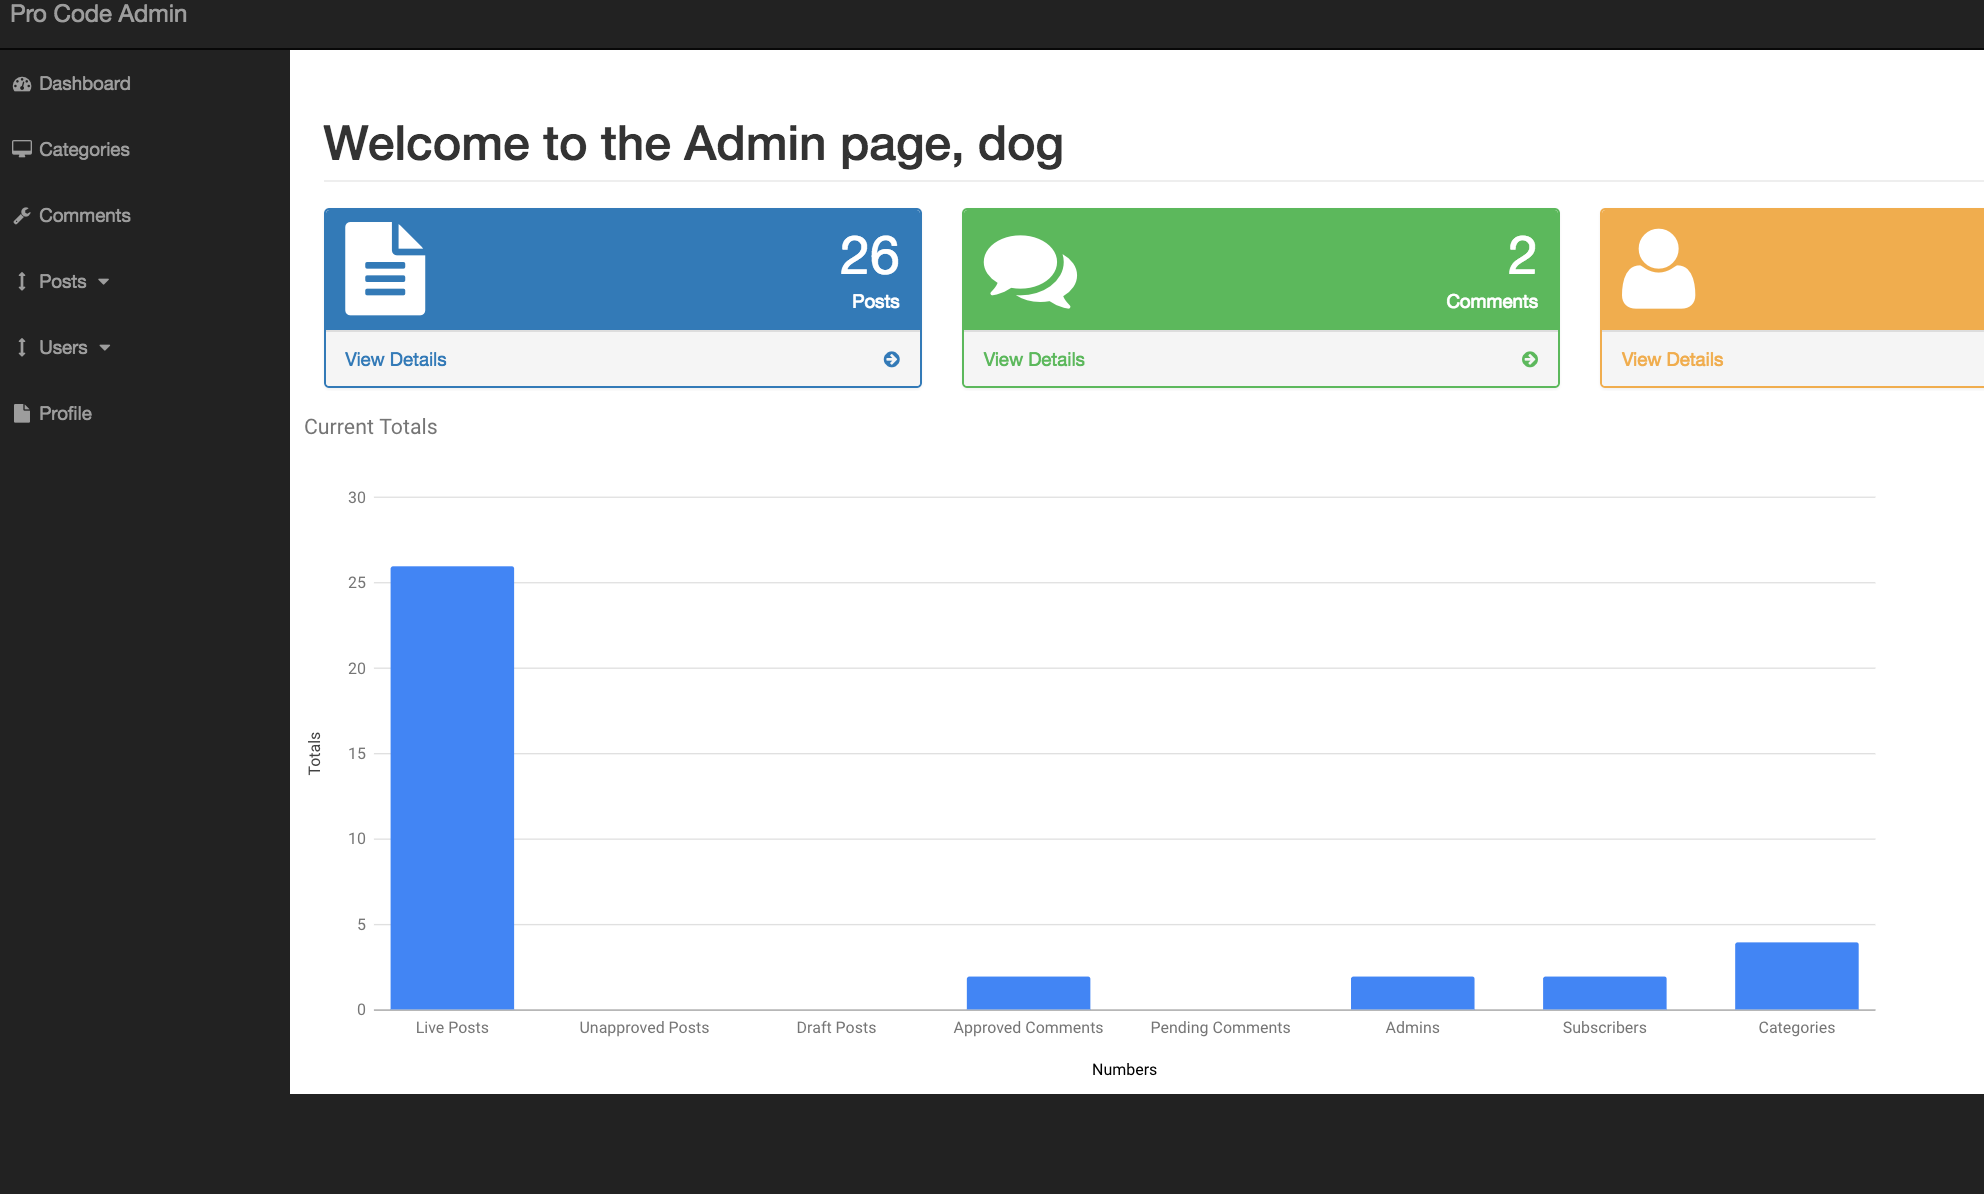 Pro Code Admin
Dashboard
Categories
Comments
Posts
Users
Profile
Welcome to the Admin page, dog
26
Posts
View Details
2
Comments
View Details
View Details
Current Totals
30
25
20
15
10
5
0
Totals
Live Posts
Unapproved Posts
Draft Posts
Approved Comments
Pending Comments
Admins
Subscribers
Categories
Numbers